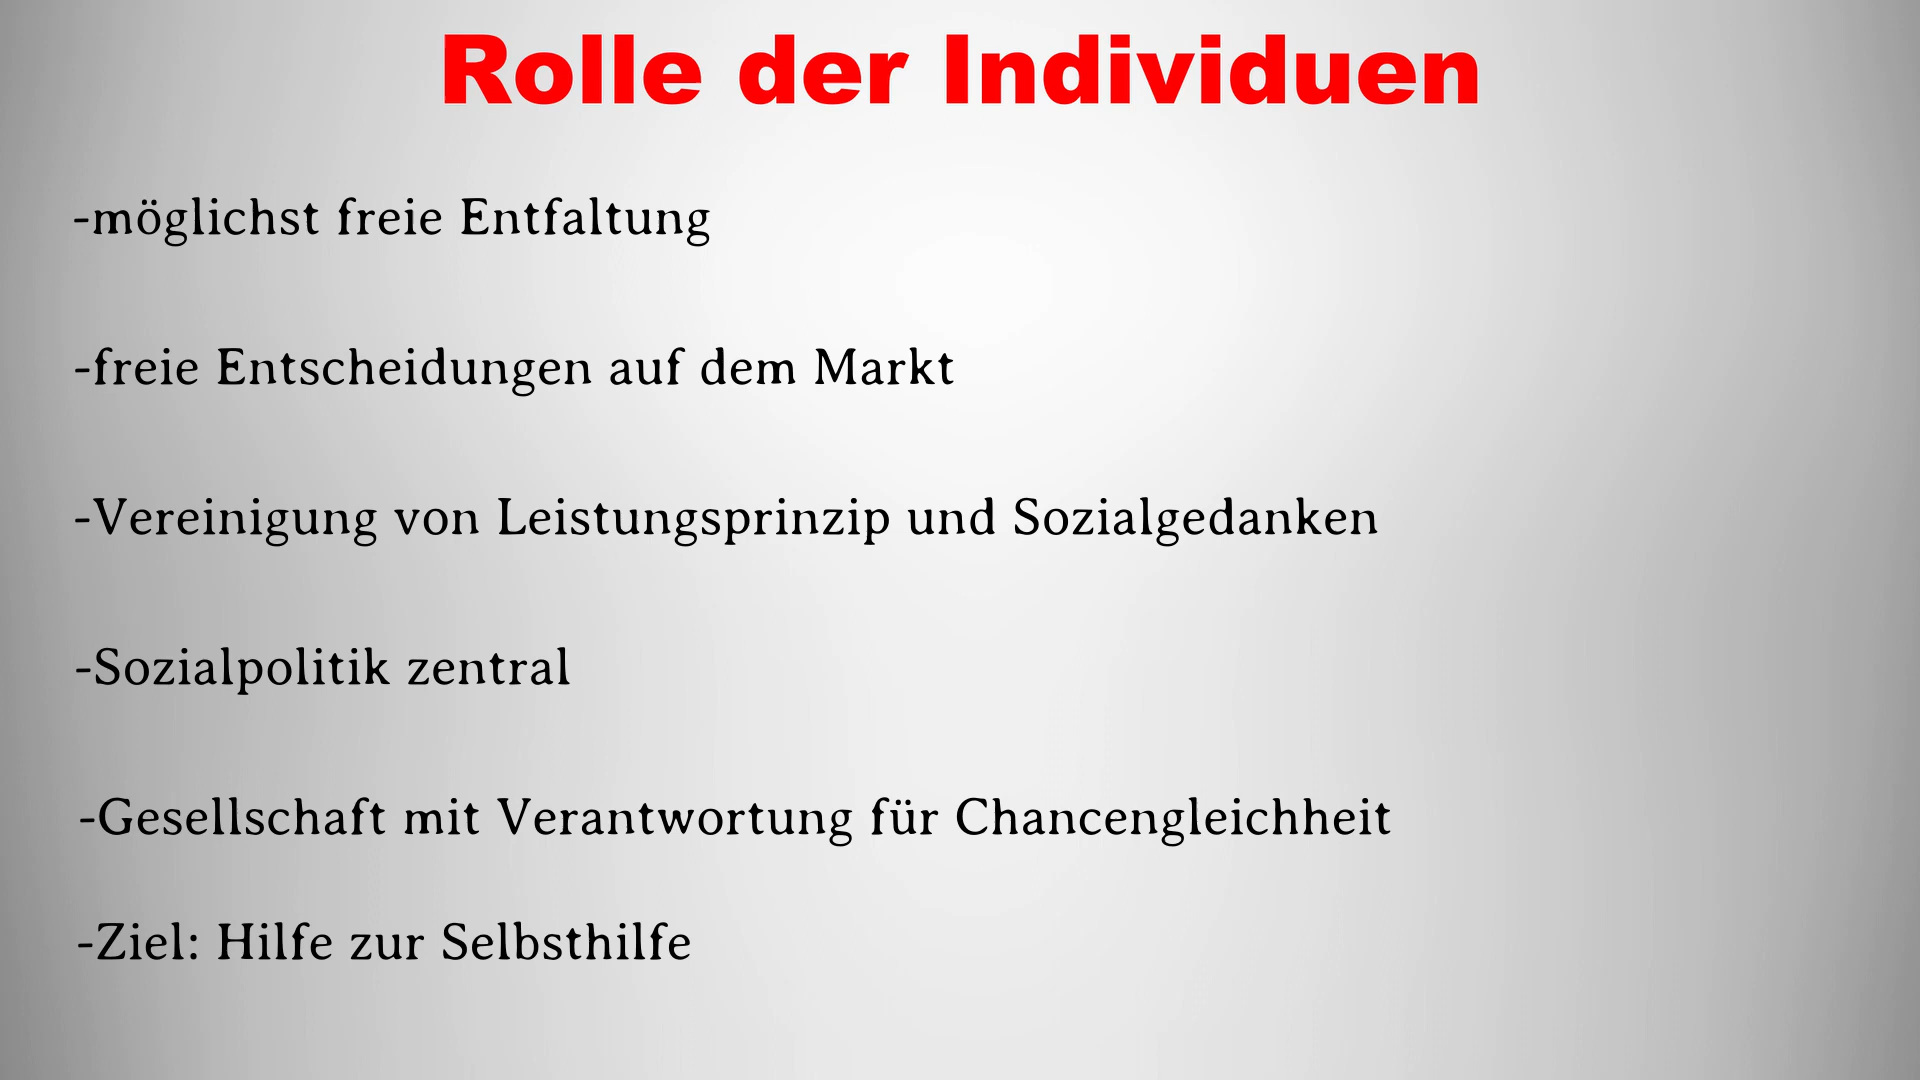 Rolle der Individuen
-möglichst freie Entfaltung
-freie Entscheidungen auf dem Markt
-Vereinigung von Leistungsprinzip und Sozialgedanken
-Sozialpolitik zentral
-Gesellschaft mit Verantwortung für Chancengleichheit
-Ziel: Hilfe zur Selbsthilfe